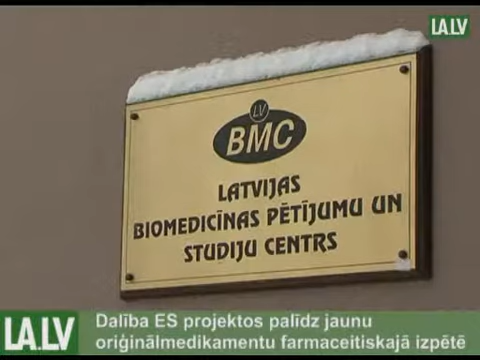 LA.LV
LV
BMC
LATVIJAS
BIOMEDICĪNAS PĒTĪJUMU UN
STUDIJU CENTRS
LA.LV
Dalība ES projektos palīdz jaunu
oriģinālmedikamentu farmaceitiskajā izpētē